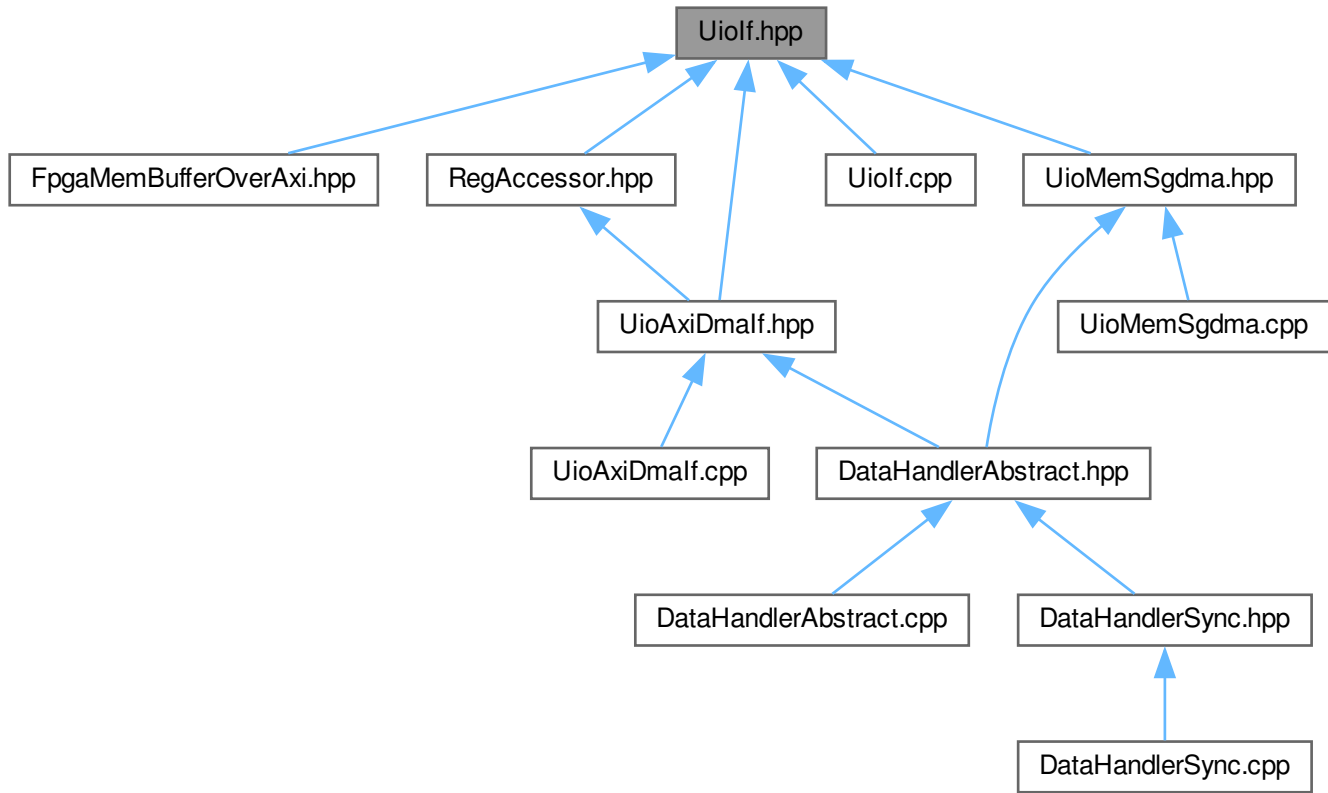 UioIf.hpp
FpgaMemBufferOverAxi.hpp
RegAccessor.hpp
UioIf.cpp
UioMemSgdma.hpp
UioAxiDmaIf.hpp
UioMemSgdma.cpp
UioAxiDmaIf.cpp
DataHandlerAbstract.hpp
DataHandlerAbstract.cpp
DataHandlerSync.hpp
DataHandlerSync.cpp